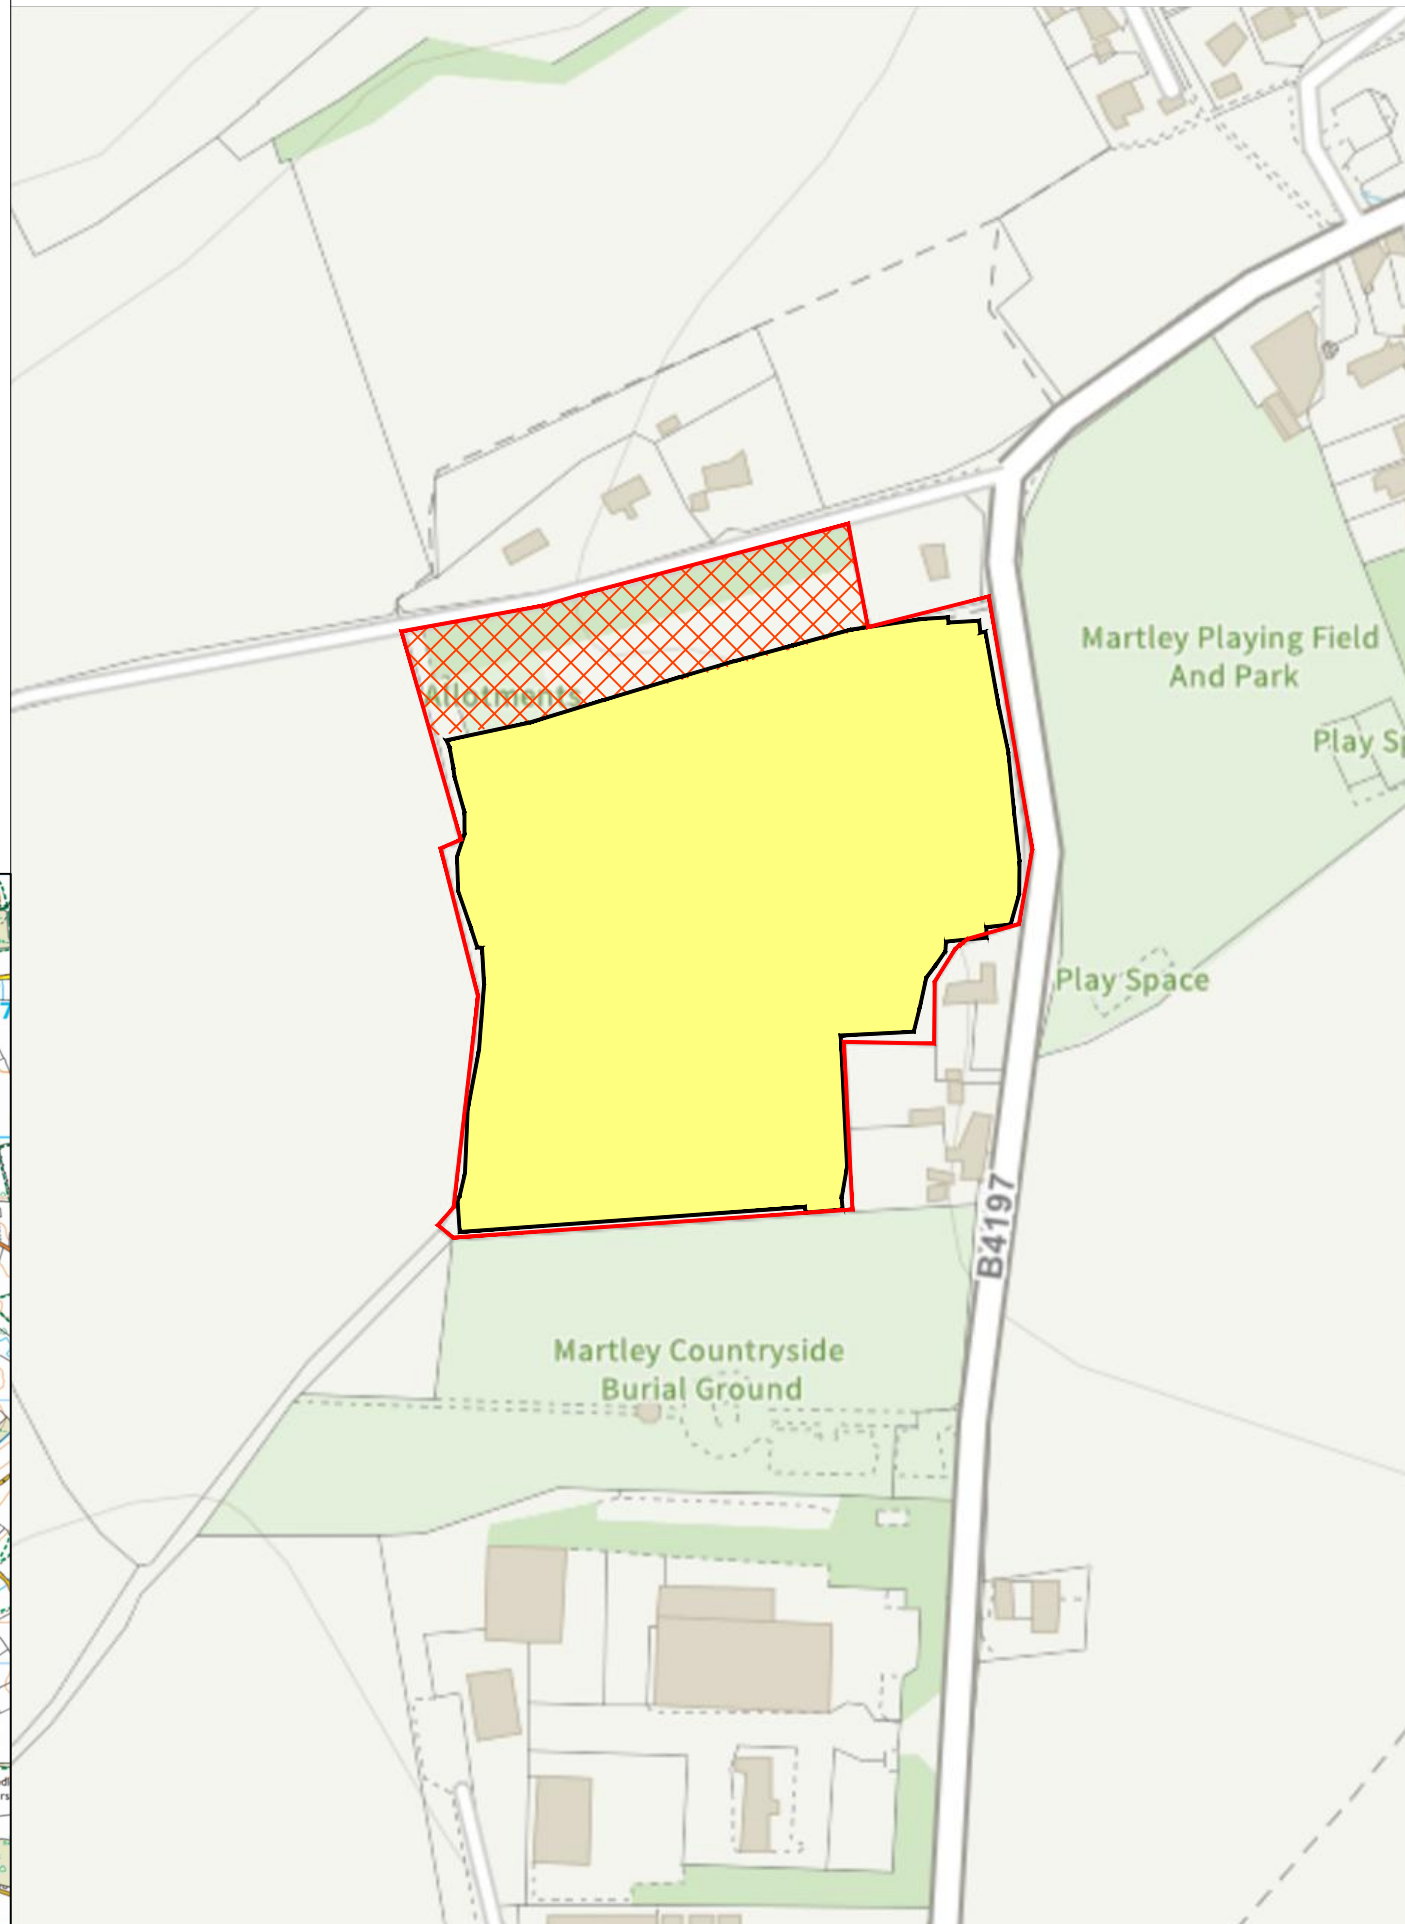 Martley Playing Field
And Park
Allotments
Play Sp
Play Space
B4197
Martley Countryside
Burial Ground